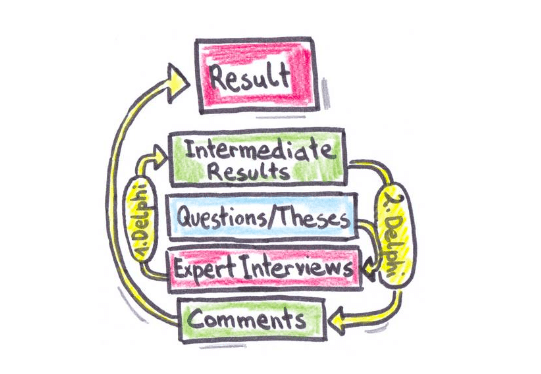 Result
Intermediate
Results
1. Delphi
Questions/Theses
2. Delphi
Expert Interviews
Comments